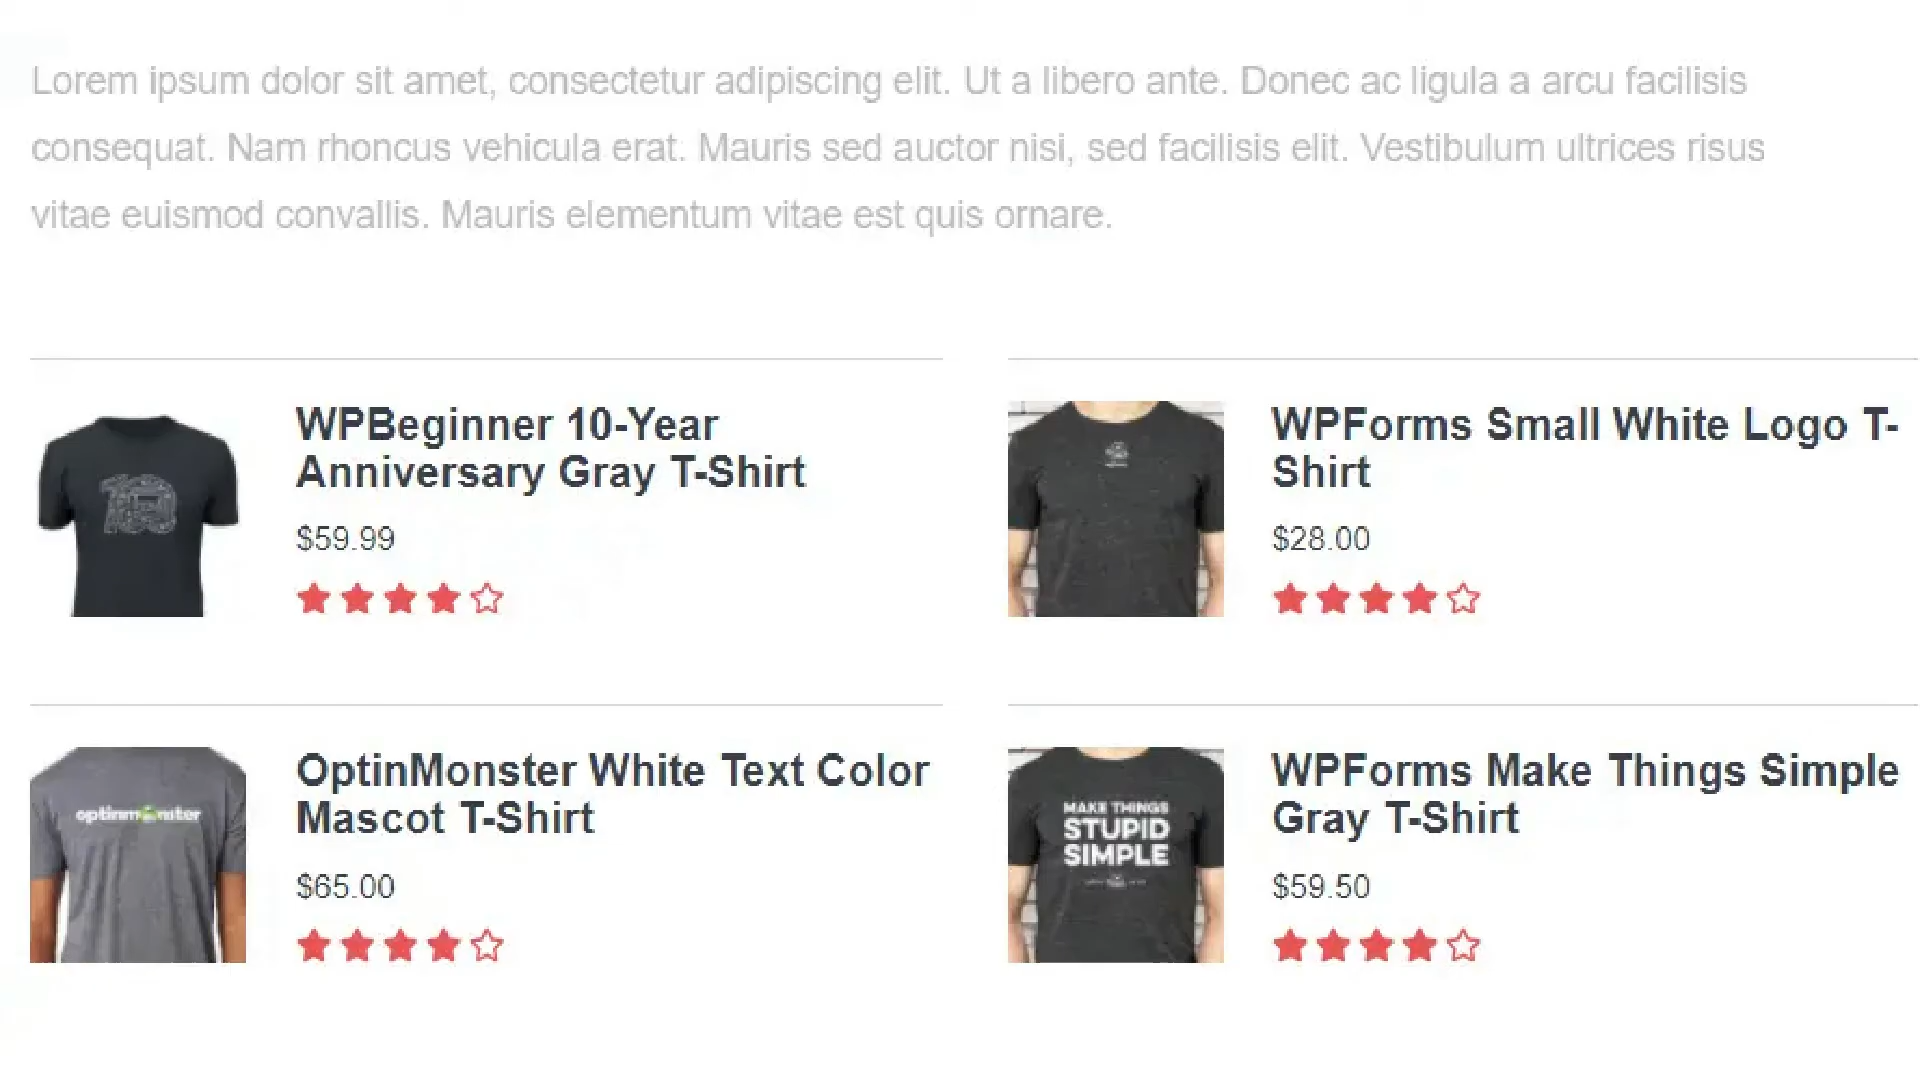 Lorem ipsum dolor sit amet, consectetur adipiscing elit. Ut a libero ante. Donec ac ligula a arcu facilisis
consequat. Nam rhoncus vehicula erat. Mauris sed auctor nisi, sed facilisis elit. Vestibulum ultrices risus
vitae euismod convallis. Mauris elementum vitae est quis ornare.
WPBeginner 10-Year
Anniversary Gray T-Shirt
$59.99
WPForms Small White Logo T-
Shirt
$28.00
optinmonster
OptinMonster White Text Color
Mascot T-Shirt
$65.00
MAKE THINGS
STUPID
SIMPLE
WPForms Make Things Simple
Gray T-Shirt
$59.50